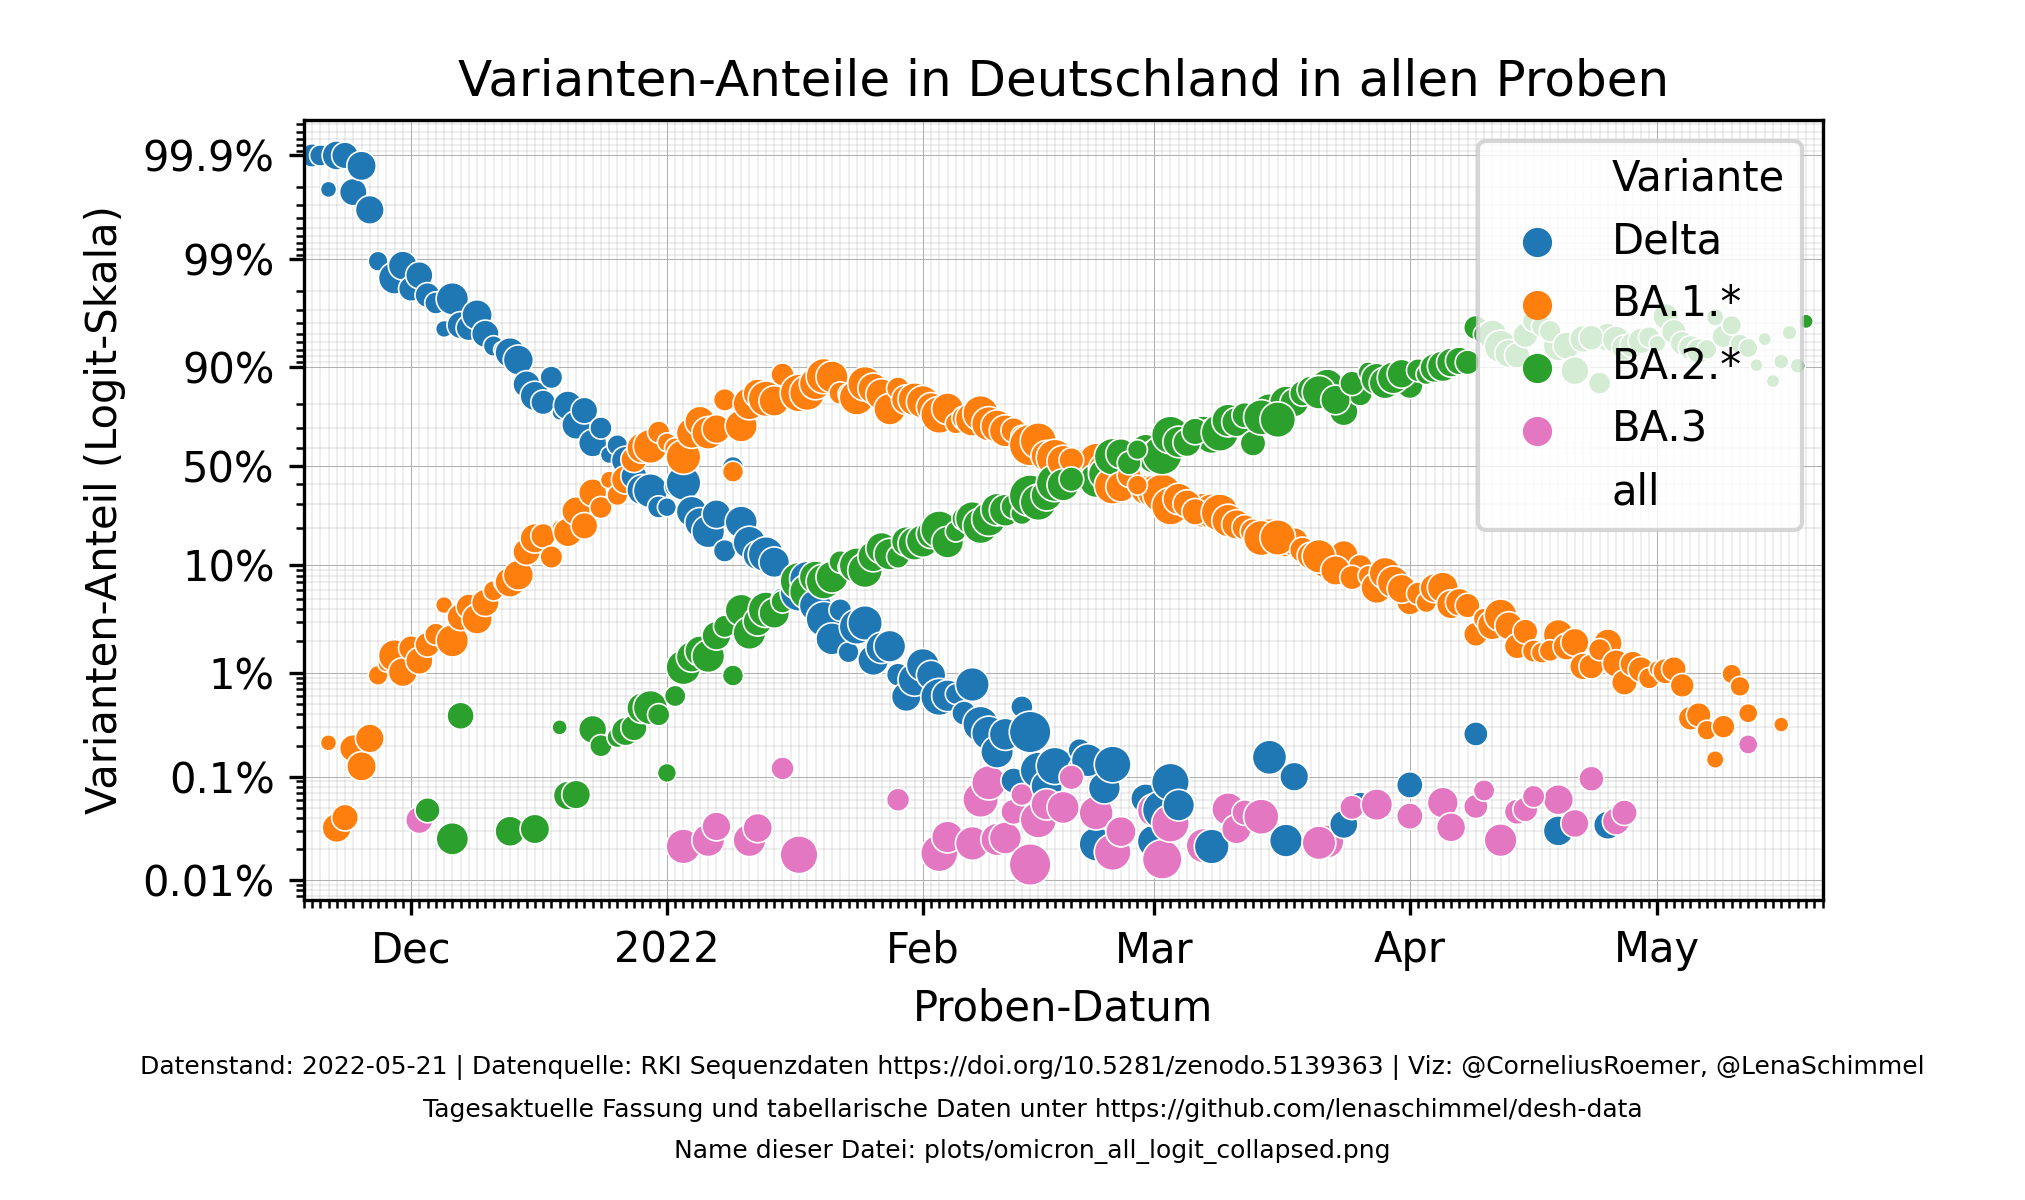 Varianten-Anteile in Deutschland in allen Proben
Varianten-Anteil (Logit-Skala)
99.9%
99%
90%
50%
10%
1%
0.1%
0.01%
Variante
Delta
BA.1.*
BA.2.*
BA.3
all
Dec
2022
Feb
Mar
Apr
May
Proben-Datum
Datenstand: 2022-05-21 | Datenquelle: RKI Sequenzdaten https://doi.org/10.5281/zenodo.5139363 | Viz: @CorneliusRoemer, @LenaSchimmel
Tagesaktuelle Fassung und tabellarische Daten unter https://github.com/lenaschimmel/desh-data
Name dieser Datei: plots/omicron_all_logit_collapsed.png